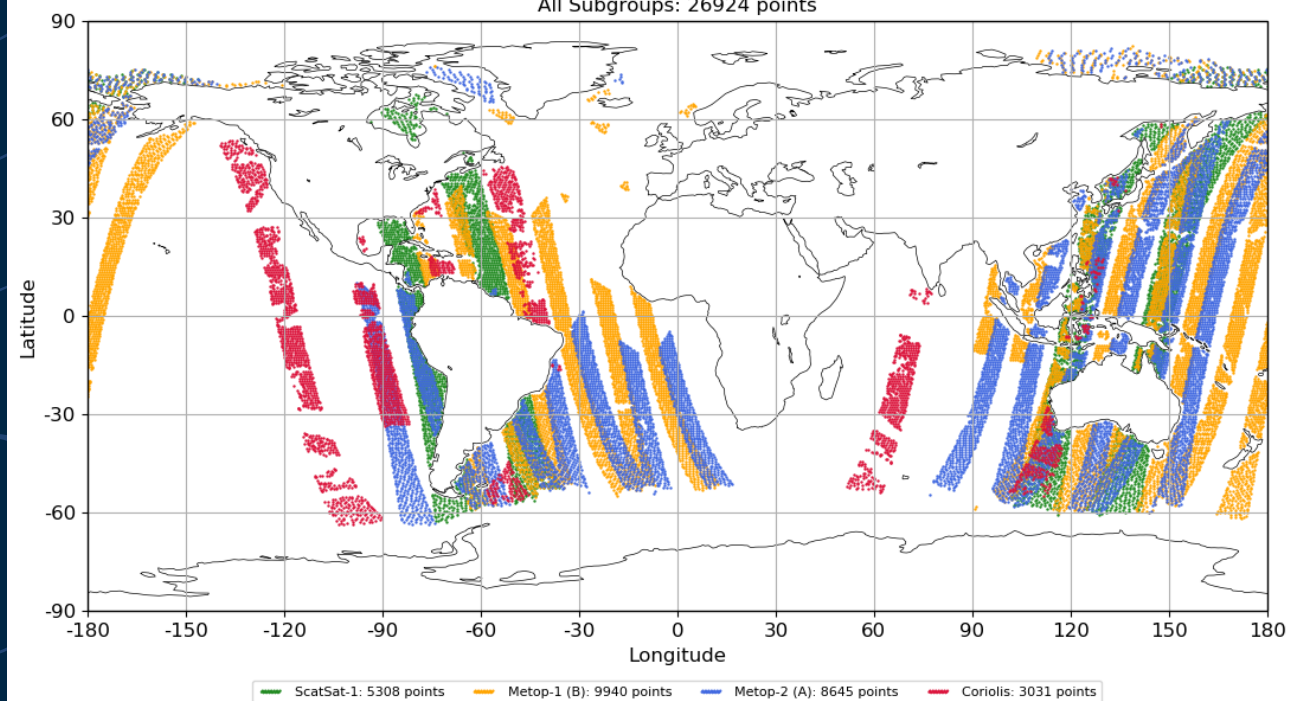 All Subgroups: 26924 points
90
60
30
0
-30
-60
-90
-180 -150 -120 -90 -60 -30 0 30 60 90 120 150 180
Latitude
Longitude
ScatSat-1: 5308 points Metop-1 (B): 9940 points Metop-2 (A): 8645 points Coriolis: 3031 points